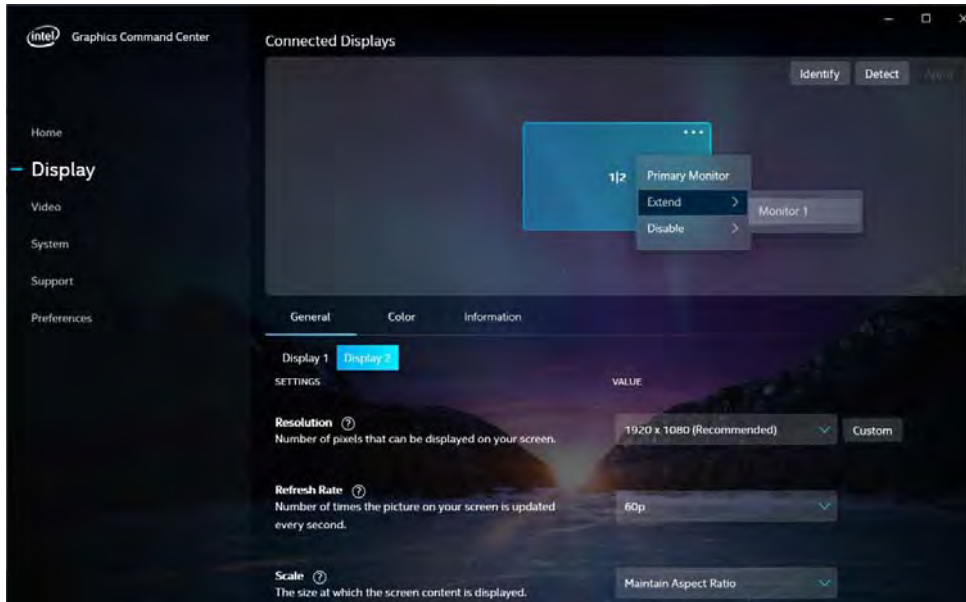 intel Graphics Command Center
Connected Displays
Identify Detect Apply
Home
Display
Video
System
Support
Preferences
1|2
Primary Monitor
Extend
Monitor 1
Disable
General Color Information
Display 1 Display 2
SETTINGS VALUE
Resolution ?
Number of pixels that can be displayed on your screen.
1920 x 1080 (Recommended) Custom
Refresh Rate ?
Number of times the picture on your screen is updated
every second.
60p
Scale ?
The size at which the screen content is displayed.
Maintain Aspect Ratio